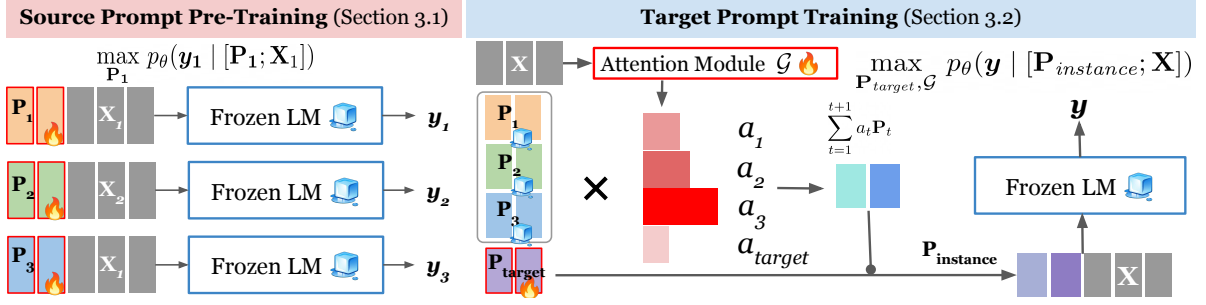 Source Prompt Pre-Training (Section 3.1)
max p_θ(y_1 | [P_1; X_1])
P_1
P_1 X_1 Frozen LM y_1
P_2 X_2 Frozen LM y_2
P_3 X_1 Frozen LM y_3
Target Prompt Training (Section 3.2)
X Attention Module G
max p_θ(y | [P_instance; X])
P_target, G
P_1
P_2
P_3
P_target
×
a_1
a_2
a_3
a_target
t+1
∑ a_t P_t
t=1
y
Frozen LM
P_instance
X